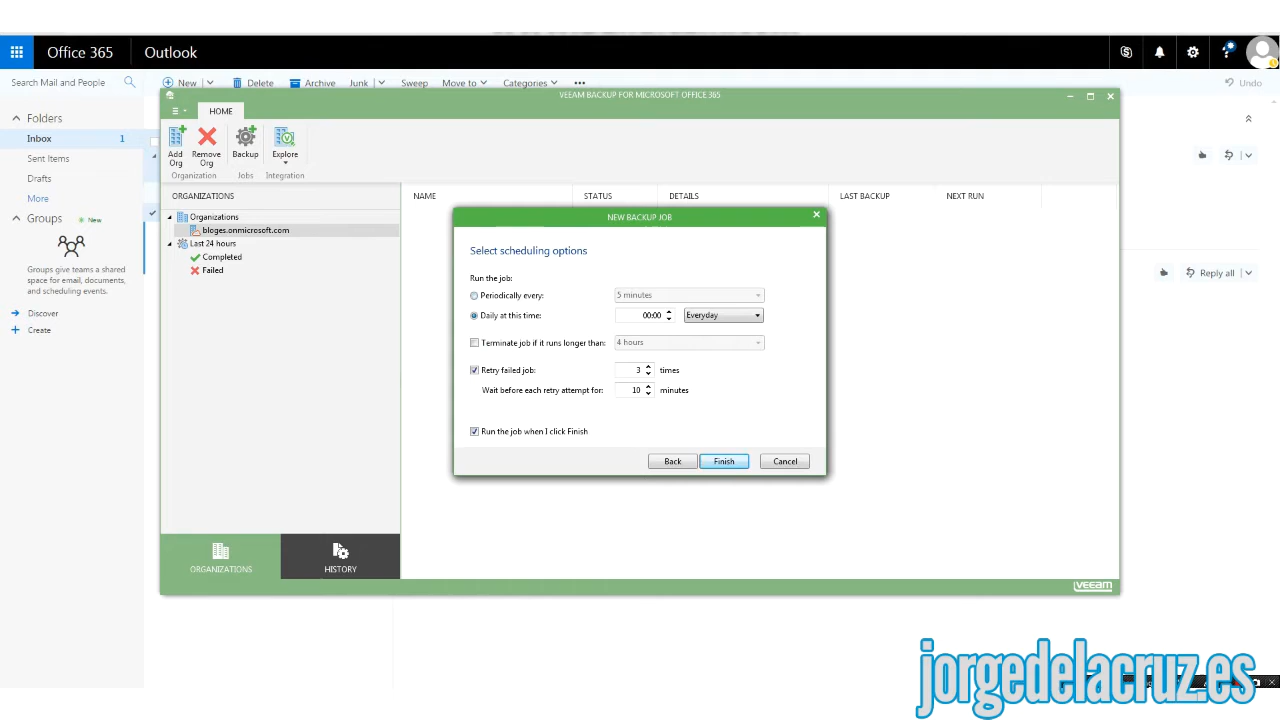 Office 365
Outlook
Search Mail and People
New
Delete
Archive
Junk
Sweep
Move to
Categories
Undo
Folders
Inbox 1
Sent Items
Drafts
More
Groups
New
Groups give teams a shared
space for email, documents,
and scheduling events.
Discover
Create
Reply all
VEEAM BACKUP FOR MICROSOFT OFFICE 365
HOME
Add Org
Remove Org
Backup
Explore
Organization
Jobs
Integration
ORGANIZATIONS
NAME
STATUS
DETAILS
LAST BACKUP
NEXT RUN
Organizations
bloges.onmicrosoft.com
Last 24 hours
Completed
Failed
NEW BACKUP JOB
Select scheduling options
Run the job:
Periodically every: 5 minutes
Daily at this time: 00:00 Everyday
Terminate job if it runs longer than: 4 hours
Retry failed job: 3 times
Wait before each retry attempt for: 10 minutes
Run the job when I click Finish
Back
Finish
Cancel
ORGANIZATIONS
HISTORY
veeam
jorgedelacruz.es